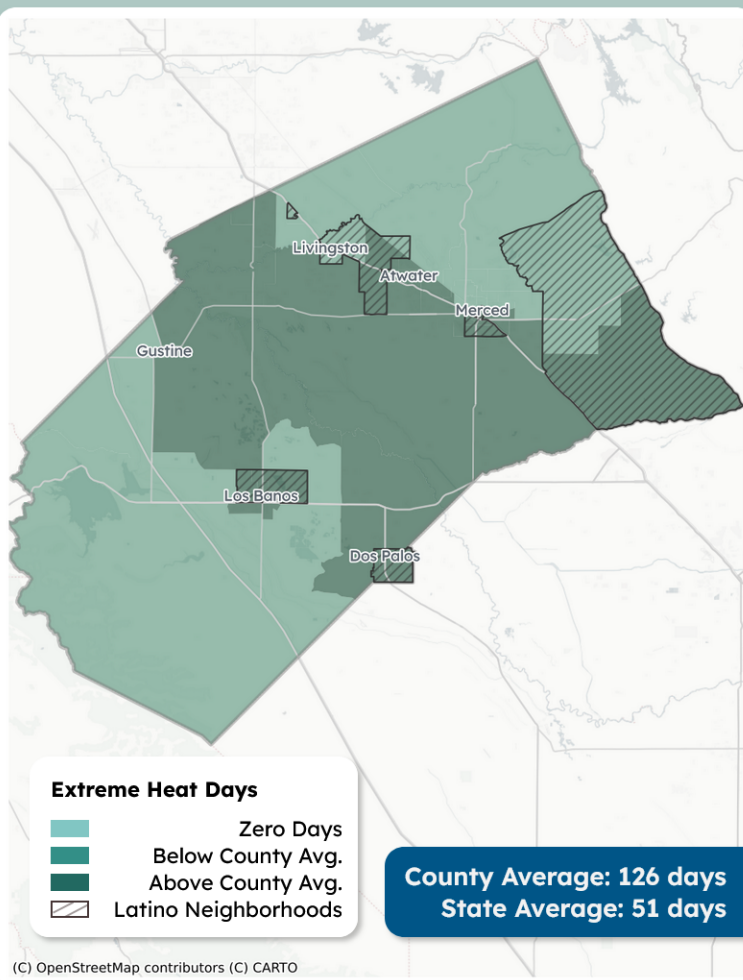 Livingston
Atwater
Merced
Gustine
Los Banos
Dos Palos
Extreme Heat Days
Zero Days
Below County Avg.
Above County Avg.
Latino Neighborhoods
County Average: 126 days
State Average: 51 days
(C) OpenStreetMap contributors (C) CARTO